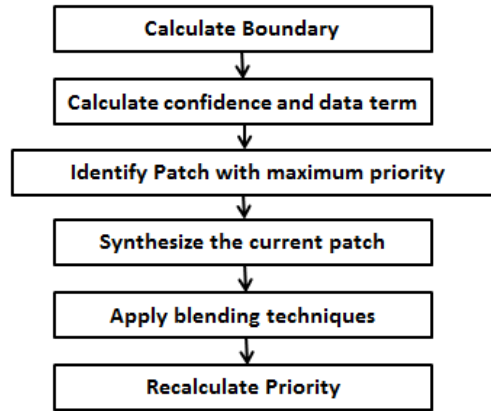 Calculate Boundary
Calculate confidence and data term
Identify Patch with maximum priority
Synthesize the current patch
Apply blending techniques
Recalculate Priority